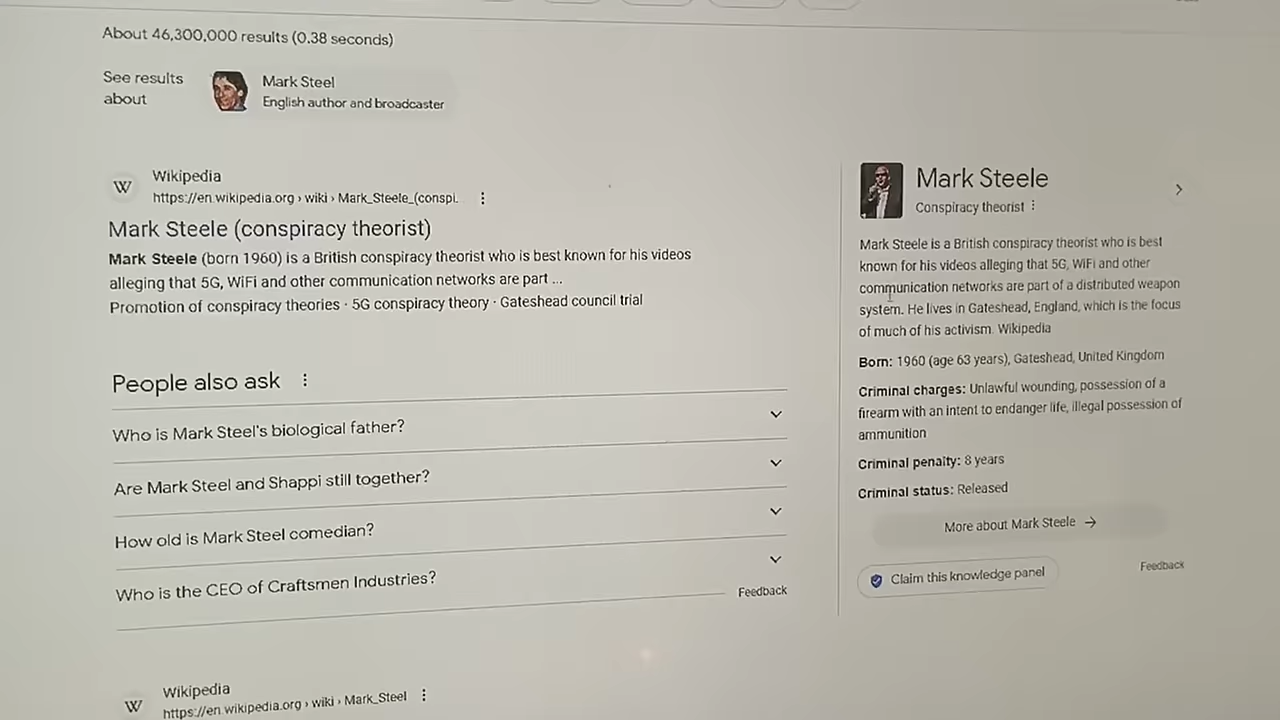 About 46,300,000 results (0.38 seconds)
See results
about
Mark Steel
English author and broadcaster
W
Wikipedia
https://en.wikipedia.org › wiki › Mark_Steele_(conspi.
Mark Steele (conspiracy theorist)
Mark Steele (born 1960) is a British conspiracy theorist who is best known for his videos
alleging that 5G, WiFi and other communication networks are part ...
Promotion of conspiracy theories · 5G conspiracy theory · Gateshead council trial
People also ask
Who is Mark Steel's biological father?
Are Mark Steel and Shappi still together?
How old is Mark Steel comedian?
Who is the CEO of Craftsmen Industries?
Feedback
W
Wikipedia
https://en.wikipedia.org › wiki › Mark_Steel
Mark Steele
Conspiracy theorist
Mark Steele is a British conspiracy theorist who is best
known for his videos alleging that 5G, WiFi and other
communication networks are part of a distributed weapon
system. He lives in Gateshead, England, which is the focus
of much of his activism. Wikipedia
Born: 1960 (age 63 years), Gateshead, United Kingdom
Criminal charges: Unlawful wounding, possession of a
firearm with an intent to endanger life, illegal possession of
ammunition
Criminal penalty: 8 years
Criminal status: Released
More about Mark Steele →
Claim this knowledge panel
Feedback